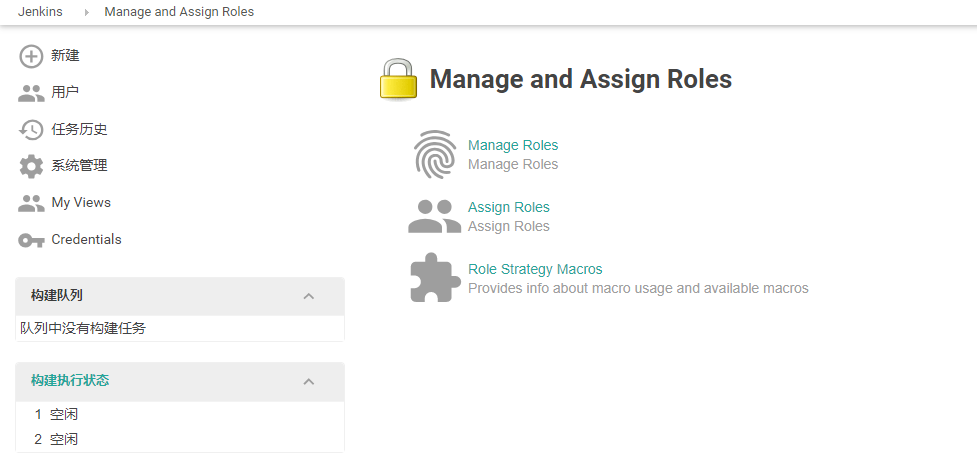 Jenkins
Manage and Assign Roles
新建
用户
任务历史
系统管理
My Views
Credentials
构建队列
队列中没有构建任务
构建执行状态
1 空闲
2 空闲
Manage and Assign Roles
Manage Roles
Manage Roles
Assign Roles
Assign Roles
Role Strategy Macros
Provides info about macro usage and available macros